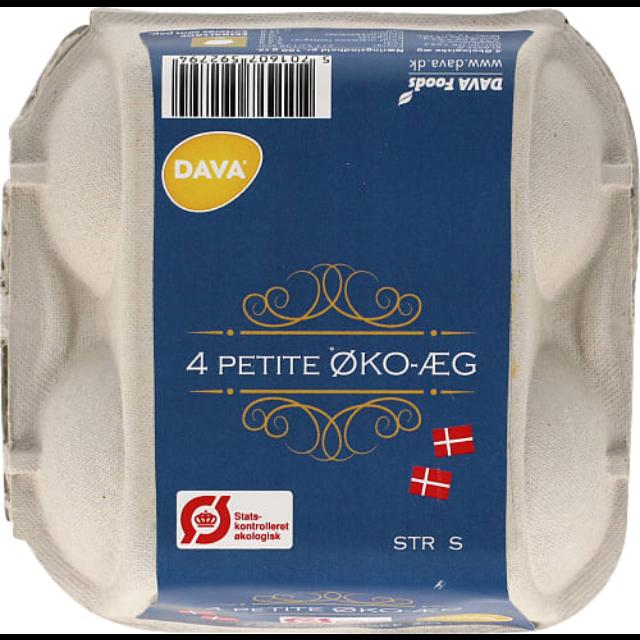 5 701607 522794
www.dava.dk
DAVA Foods
DAVA
4 PETITE ØKO-ÆG
Stats-
kontrolleret
økologisk
STR S
4 PETITE ØKO-ÆG